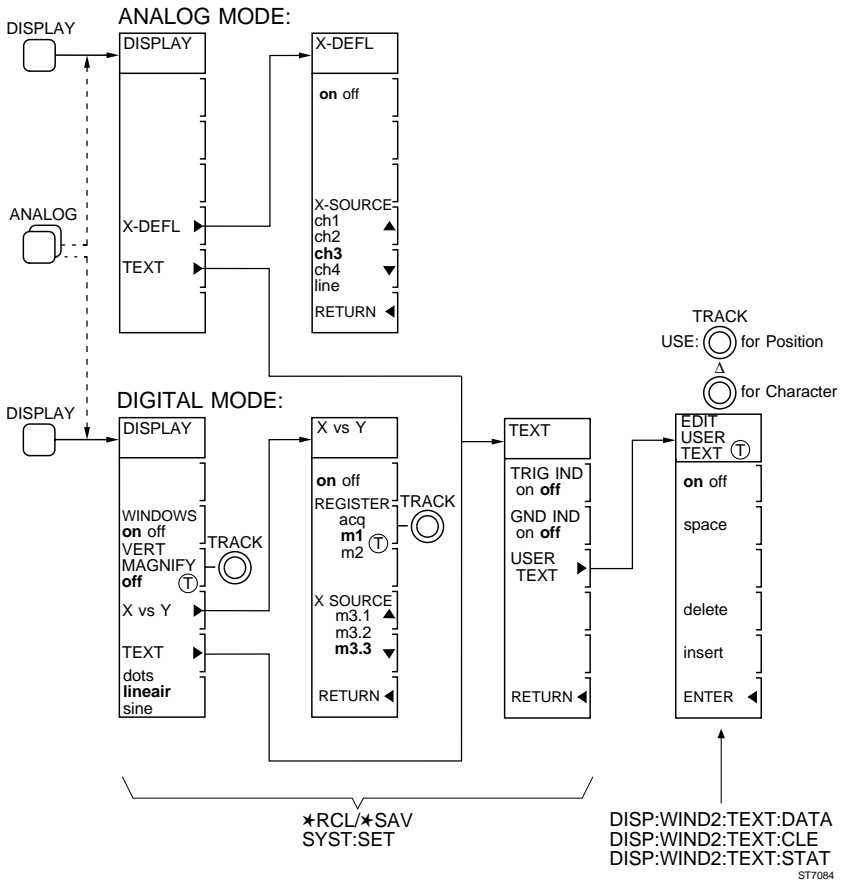 ANALOG MODE:
DISPLAY
DISPLAY
X-DEFL
TEXT
X-DEFL
on off
X-SOURCE
ch1
ch2
ch3
ch4
line
RETURN
ANALOG
DISPLAY
DIGITAL MODE:
DISPLAY
WINDOWS
on off
VERT
MAGNIFY
off T
TRACK
X vs Y
TEXT
dots
lineair
sine
X vs Y
on off
REGISTER
acq
m1 T
m2
TRACK
X SOURCE
m3.1
m3.2
m3.3
RETURN
TEXT
TRIG IND
on off
GND IND
on off
USER
TEXT
RETURN
TRACK
USE: for Position
Δ
for Character
EDIT
USER
TEXT T
on off
space
delete
insert
ENTER
*RCL/*SAV
SYST:SET
DISP:WIND2:TEXT:DATA
DISP:WIND2:TEXT:CLE
DISP:WIND2:TEXT:STAT
ST7084